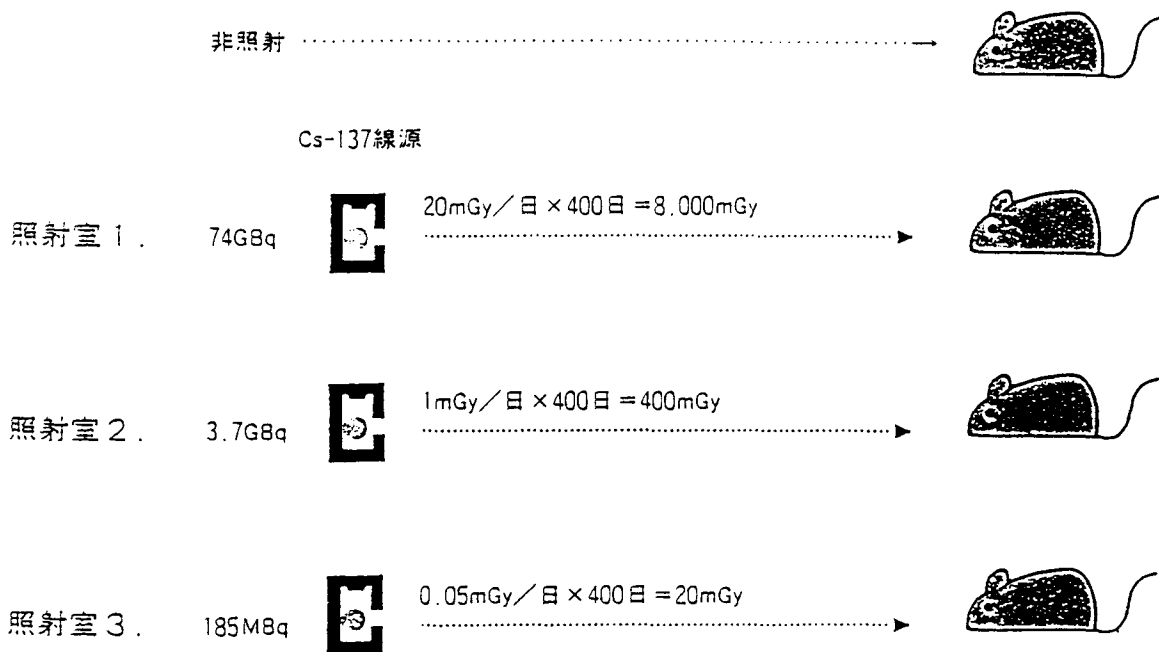 非照射
Cs-137線源
照射室1. 74GBq 20mGy/日×400日=8.000mGy
照射室2. 3.7GBq 1mGy/日×400日=400mGy
照射室3. 185MBq 0.05mGy/日×400日=20mGy